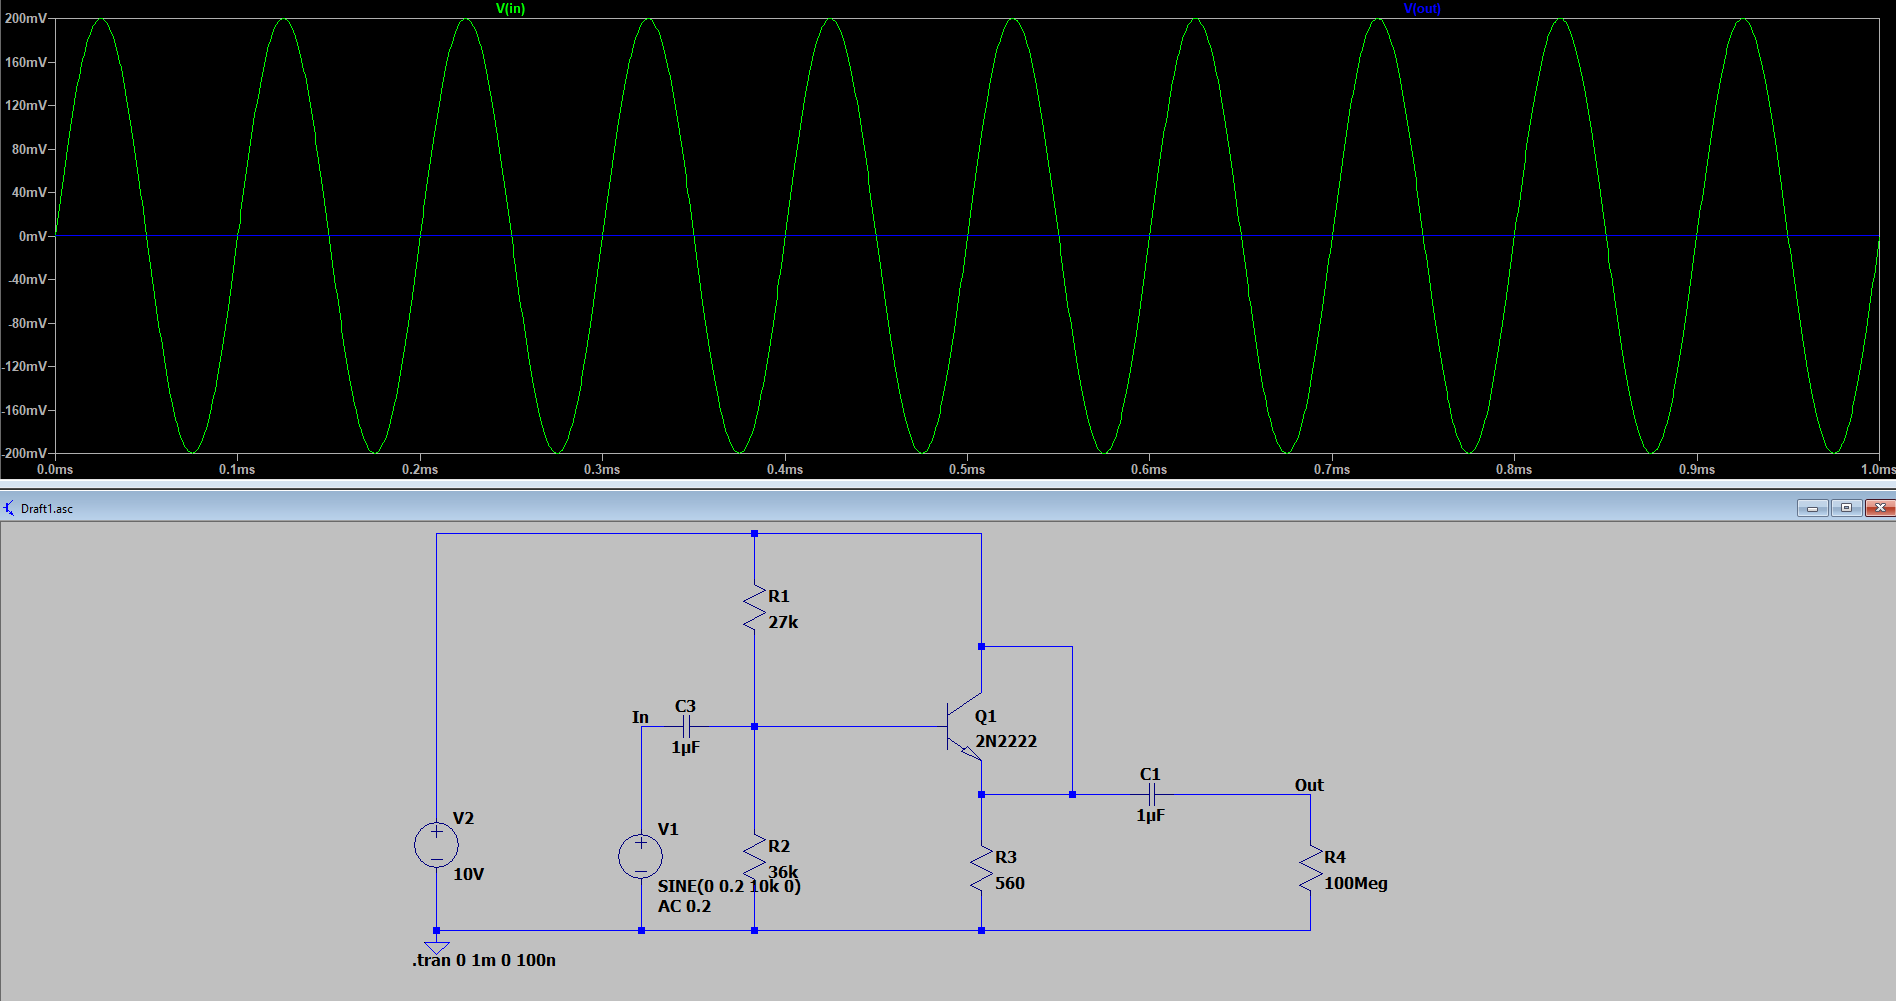 V(in)
V(out)
200mV
160mV
120mV
80mV
40mV
0mV
-40mV
-80mV
-120mV
-160mV
-200mV
0.0ms 0.1ms 0.2ms 0.3ms 0.4ms 0.5ms 0.6ms 0.7ms 0.8ms 0.9ms 1.0ms
Draft1.asc
R1
27k
In
C3
1µF
Q1
2N2222
C1
1µF
Out
V2
10V
V1
SINE(0 0.2 10k 0)
AC 0.2
R2
36k
R3
560
R4
100Meg
.tran 0 1m 0 100n